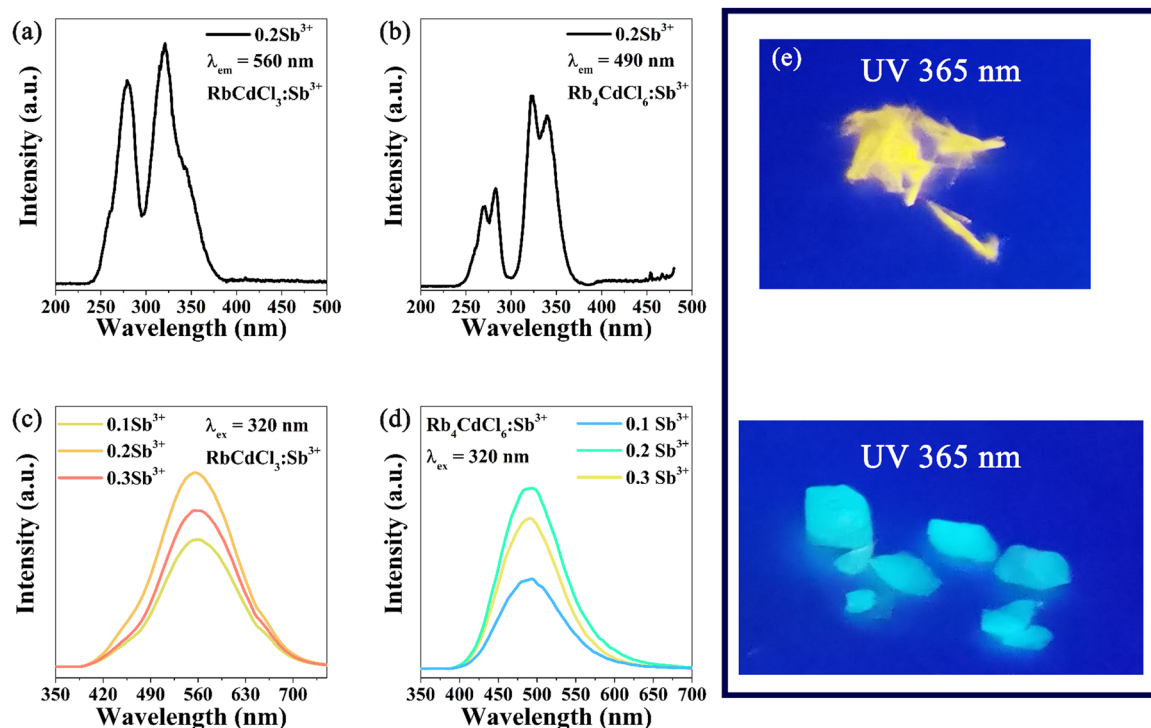 (a)
0.2Sb³⁺
λem = 560 nm
RbCdCl₃:Sb³⁺
Intensity (a.u.)
200 250 300 350 400 450 500
Wavelength (nm)
(b)
0.2Sb³⁺
λem = 490 nm
Rb₄CdCl₆:Sb³⁺
Intensity (a.u.)
200 250 300 350 400 450 500
Wavelength (nm)
(e)
UV 365 nm
(c)
0.1Sb³⁺
0.2Sb³⁺
0.3Sb³⁺
λex = 320 nm
RbCdCl₃:Sb³⁺
Intensity (a.u.)
350 420 490 560 630 700
Wavelength (nm)
(d)
Rb₄CdCl₆:Sb³⁺
λex = 320 nm
0.1 Sb³⁺
0.2 Sb³⁺
0.3 Sb³⁺
Intensity (a.u.)
350 400 450 500 550 600 650 700
Wavelength (nm)
UV 365 nm